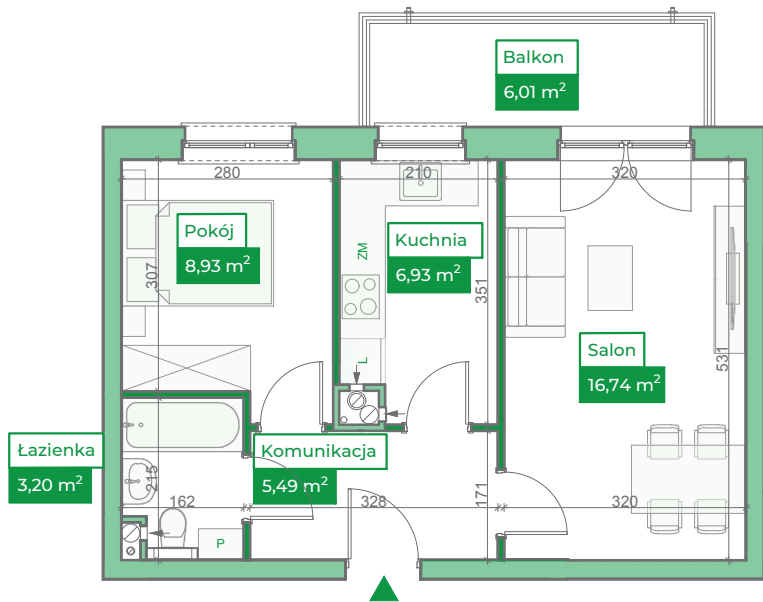 Balkon
6,01 m²
280
210
320
Pokój
8,93 m²
Kuchnia
6,93 m²
ZM
307
351
531
L
Salon
16,74 m²
Łazienka
3,20 m²
Komunikacja
5,49 m²
215
162
328
171
320
P